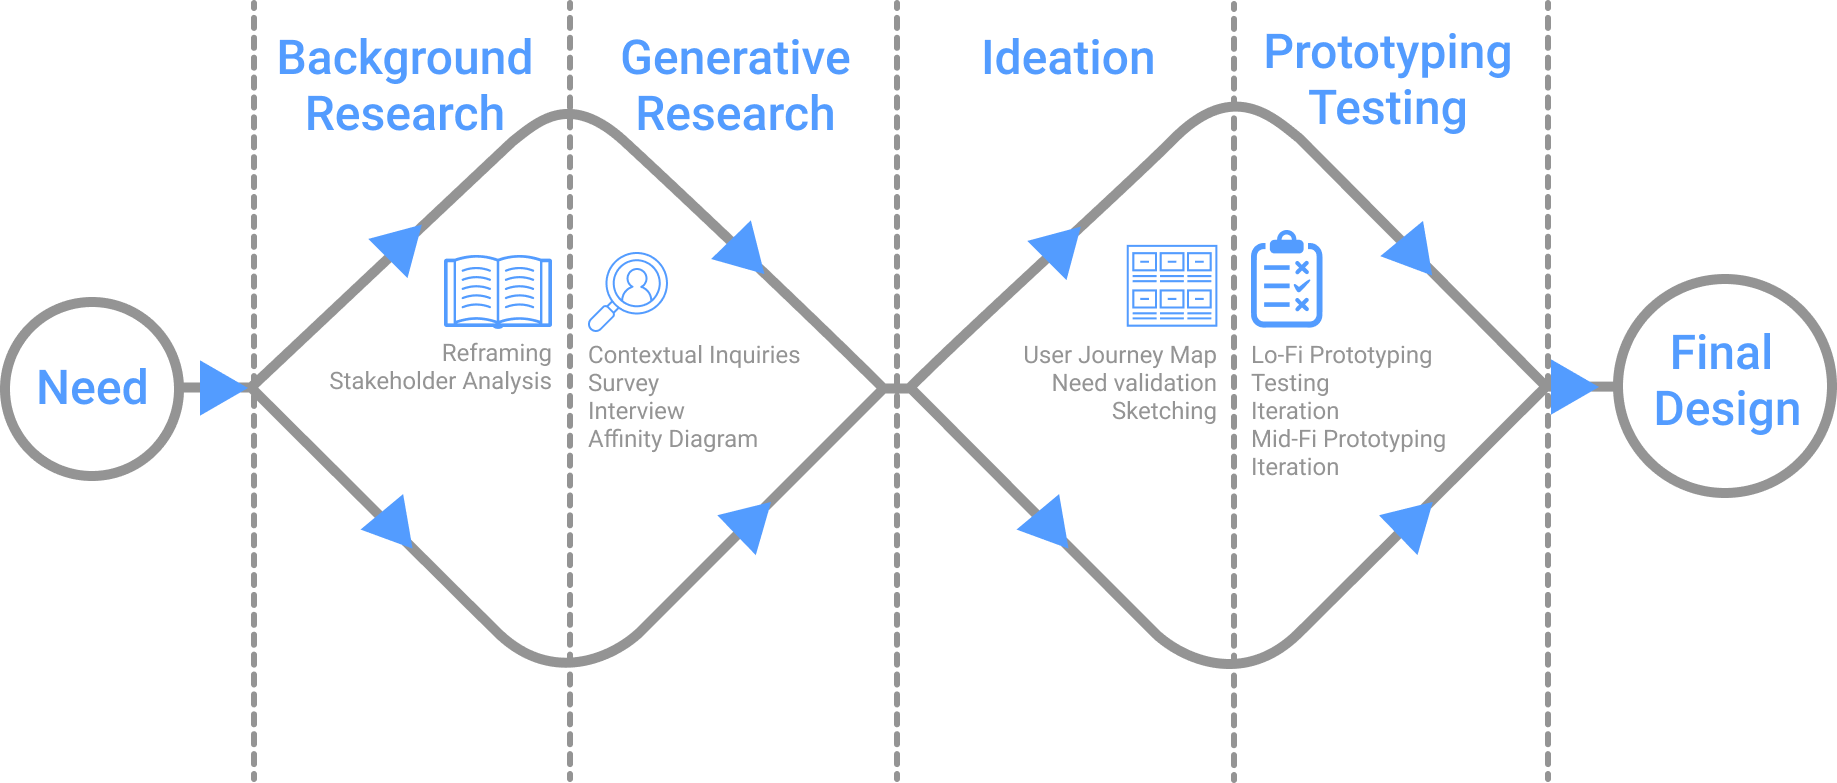 Need
Background
Research
Reframing
Stakeholder Analysis
Generative
Research
Contextual Inquiries
Survey
Interview
Affinity Diagram
Ideation
User Journey Map
Need validation
Sketching
Prototyping
Testing
Lo-Fi Prototyping
Testing
Iteration
Mid-Fi Prototyping
Iteration
Final
Design